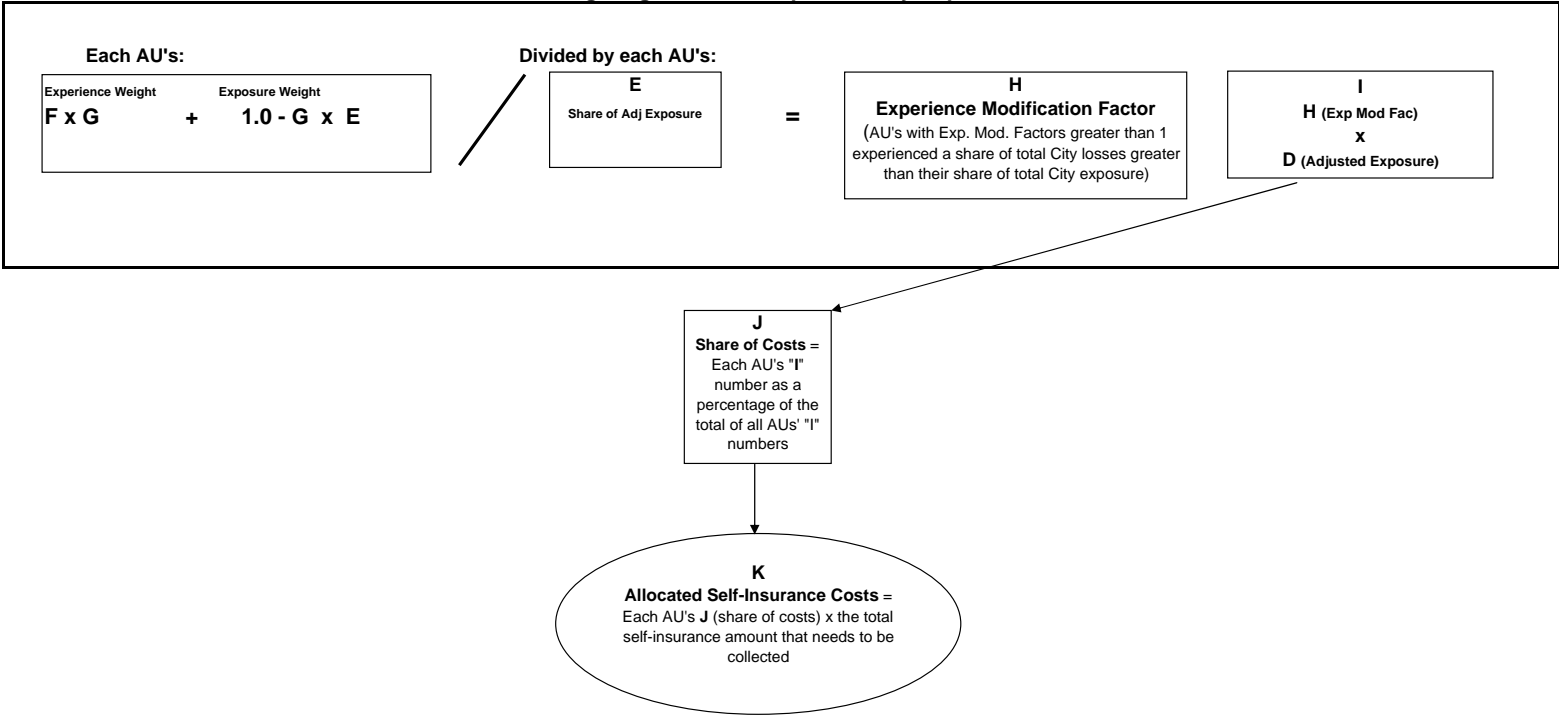 Each AU's:
Divided by each AU's:
Experience Weight
Exposure Weight
F x G + 1.0 - G x E
E
Share of Adj Exposure
=
H
Experience Modification Factor
(AU's with Exp. Mod. Factors greater than 1
experienced a share of total City losses greater
than their share of total City exposure)
I
H (Exp Mod Fac)
x
D (Adjusted Exposure)
J
Share of Costs =
Each AU's "I"
number as a
percentage of the
total of all AUs' "I"
numbers
K
Allocated Self-Insurance Costs =
Each AU's J (share of costs) x the total
self-insurance amount that needs to be
collected